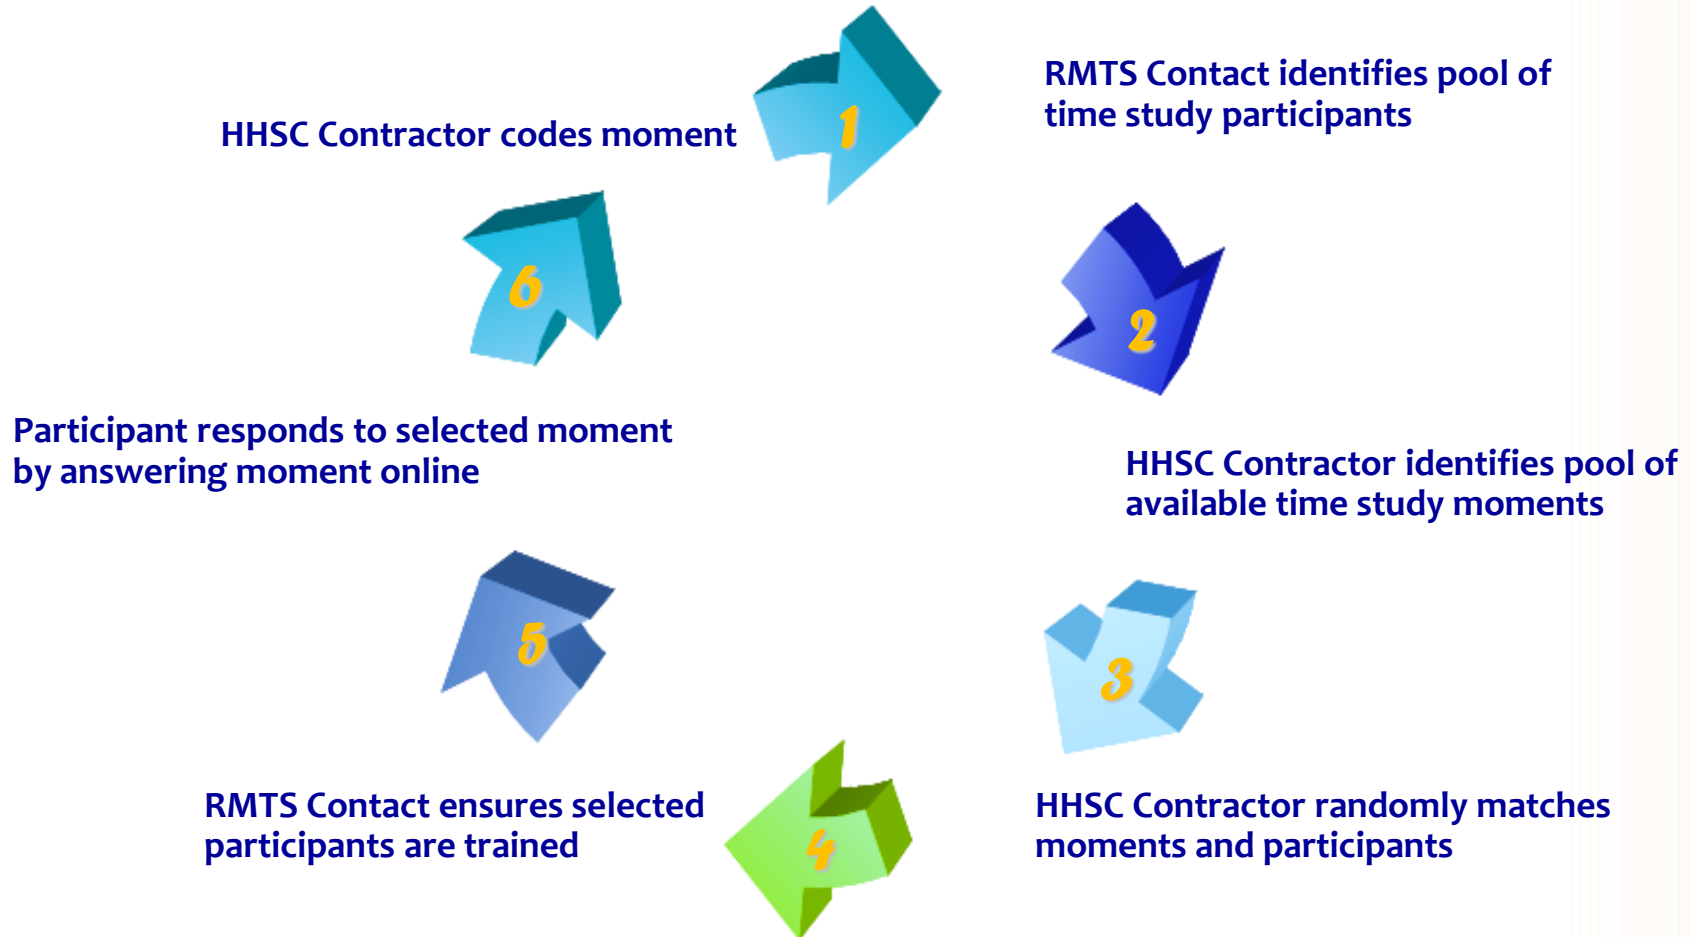 1
RMTS Contact identifies pool of
time study participants
2
HHSC Contractor identifies pool of
available time study moments
3
HHSC Contractor randomly matches
moments and participants
4
RMTS Contact ensures selected
participants are trained
5
Participant responds to selected moment
by answering moment online
6
HHSC Contractor codes moment